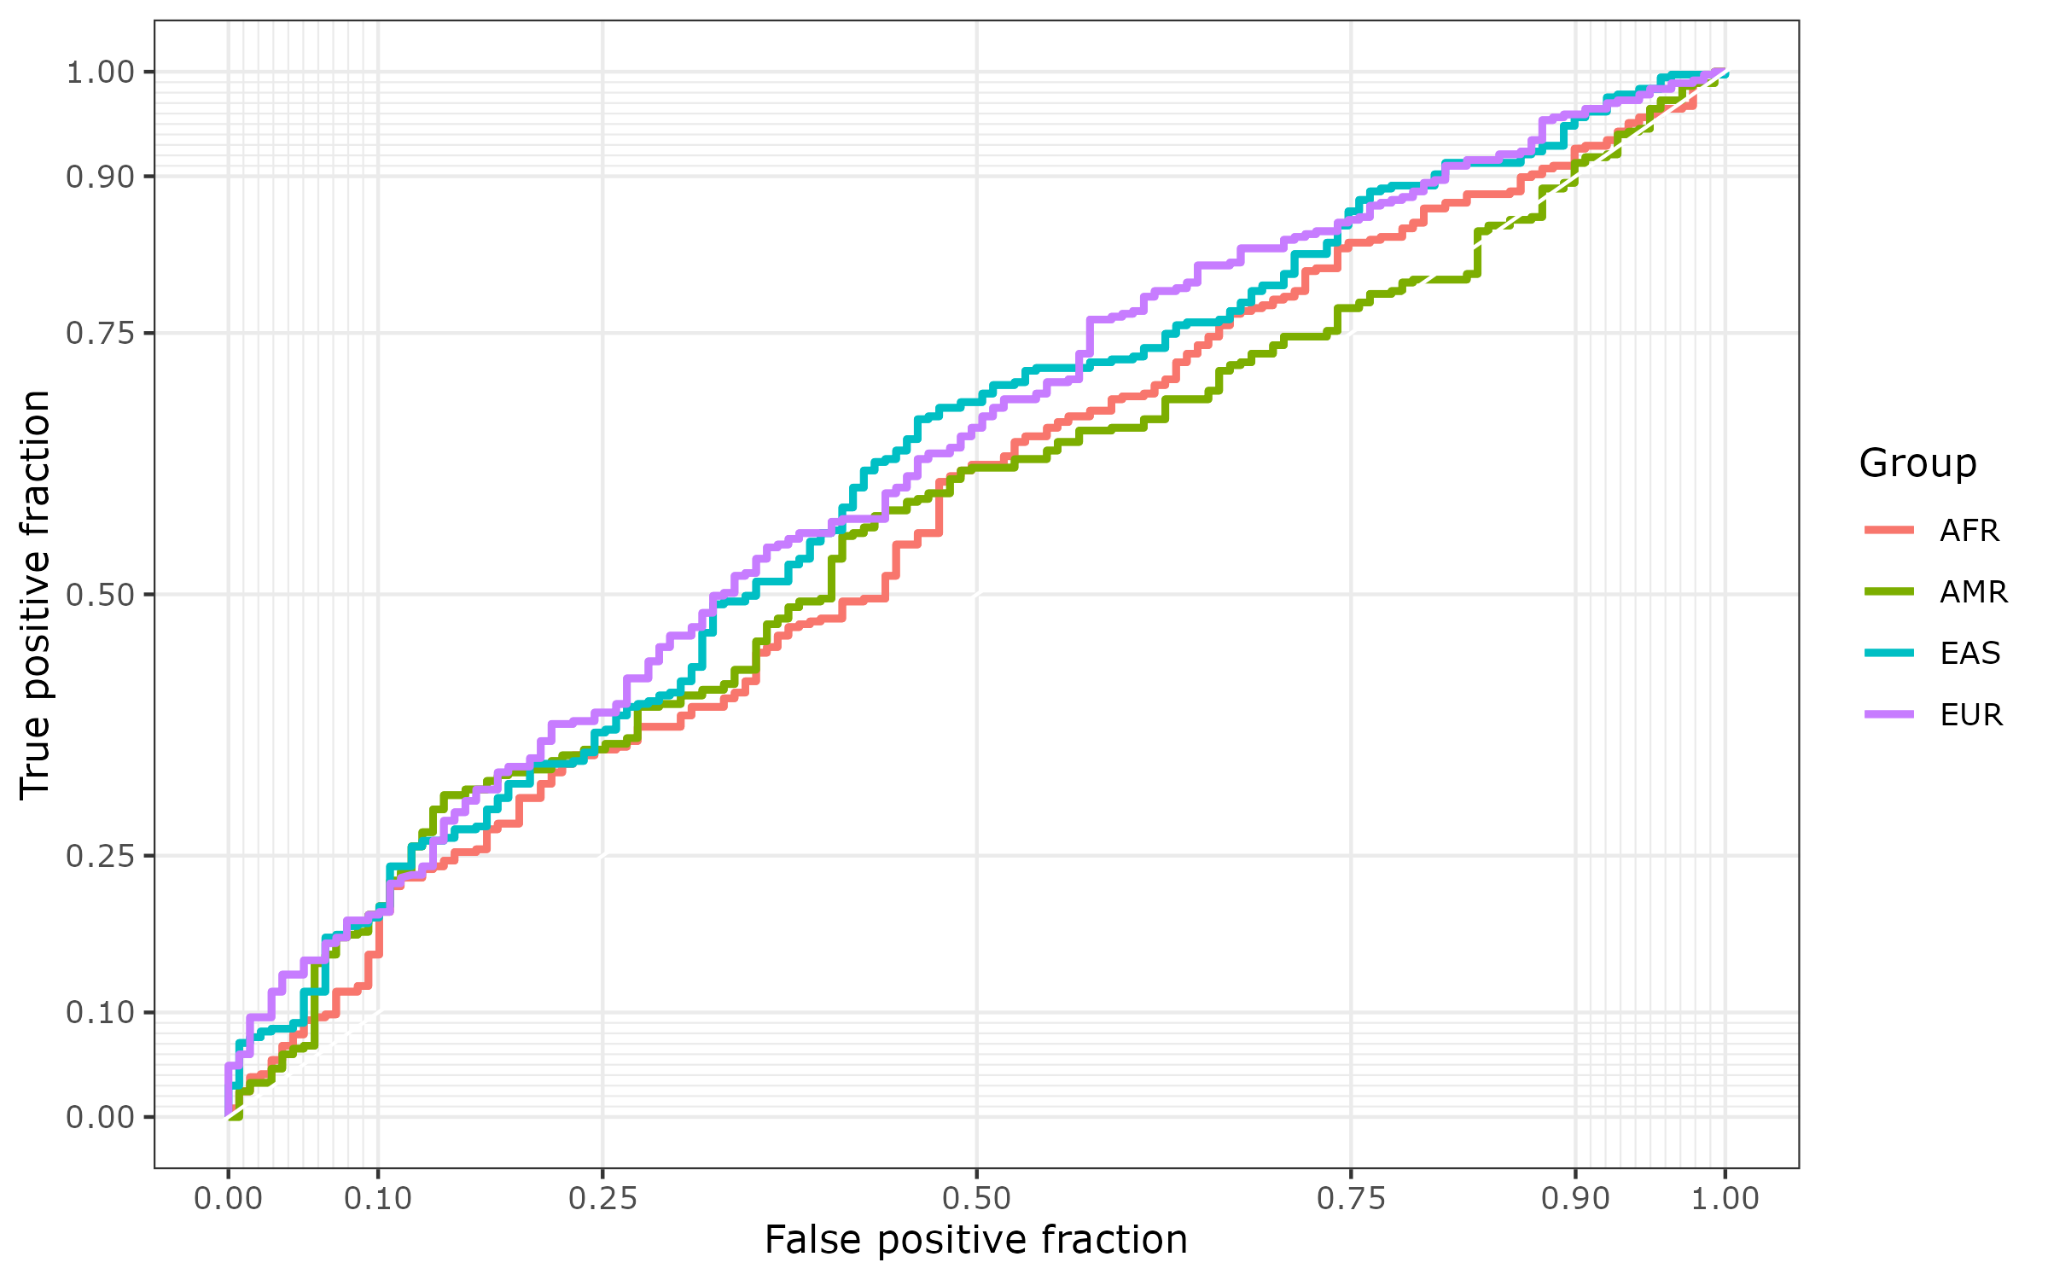 True positive fraction
1.00
0.90
0.75
0.50
0.25
0.10
0.00
0.00 0.10 0.25 0.50 0.75 0.90 1.00
False positive fraction
Group
AFR
AMR
EAS
EUR